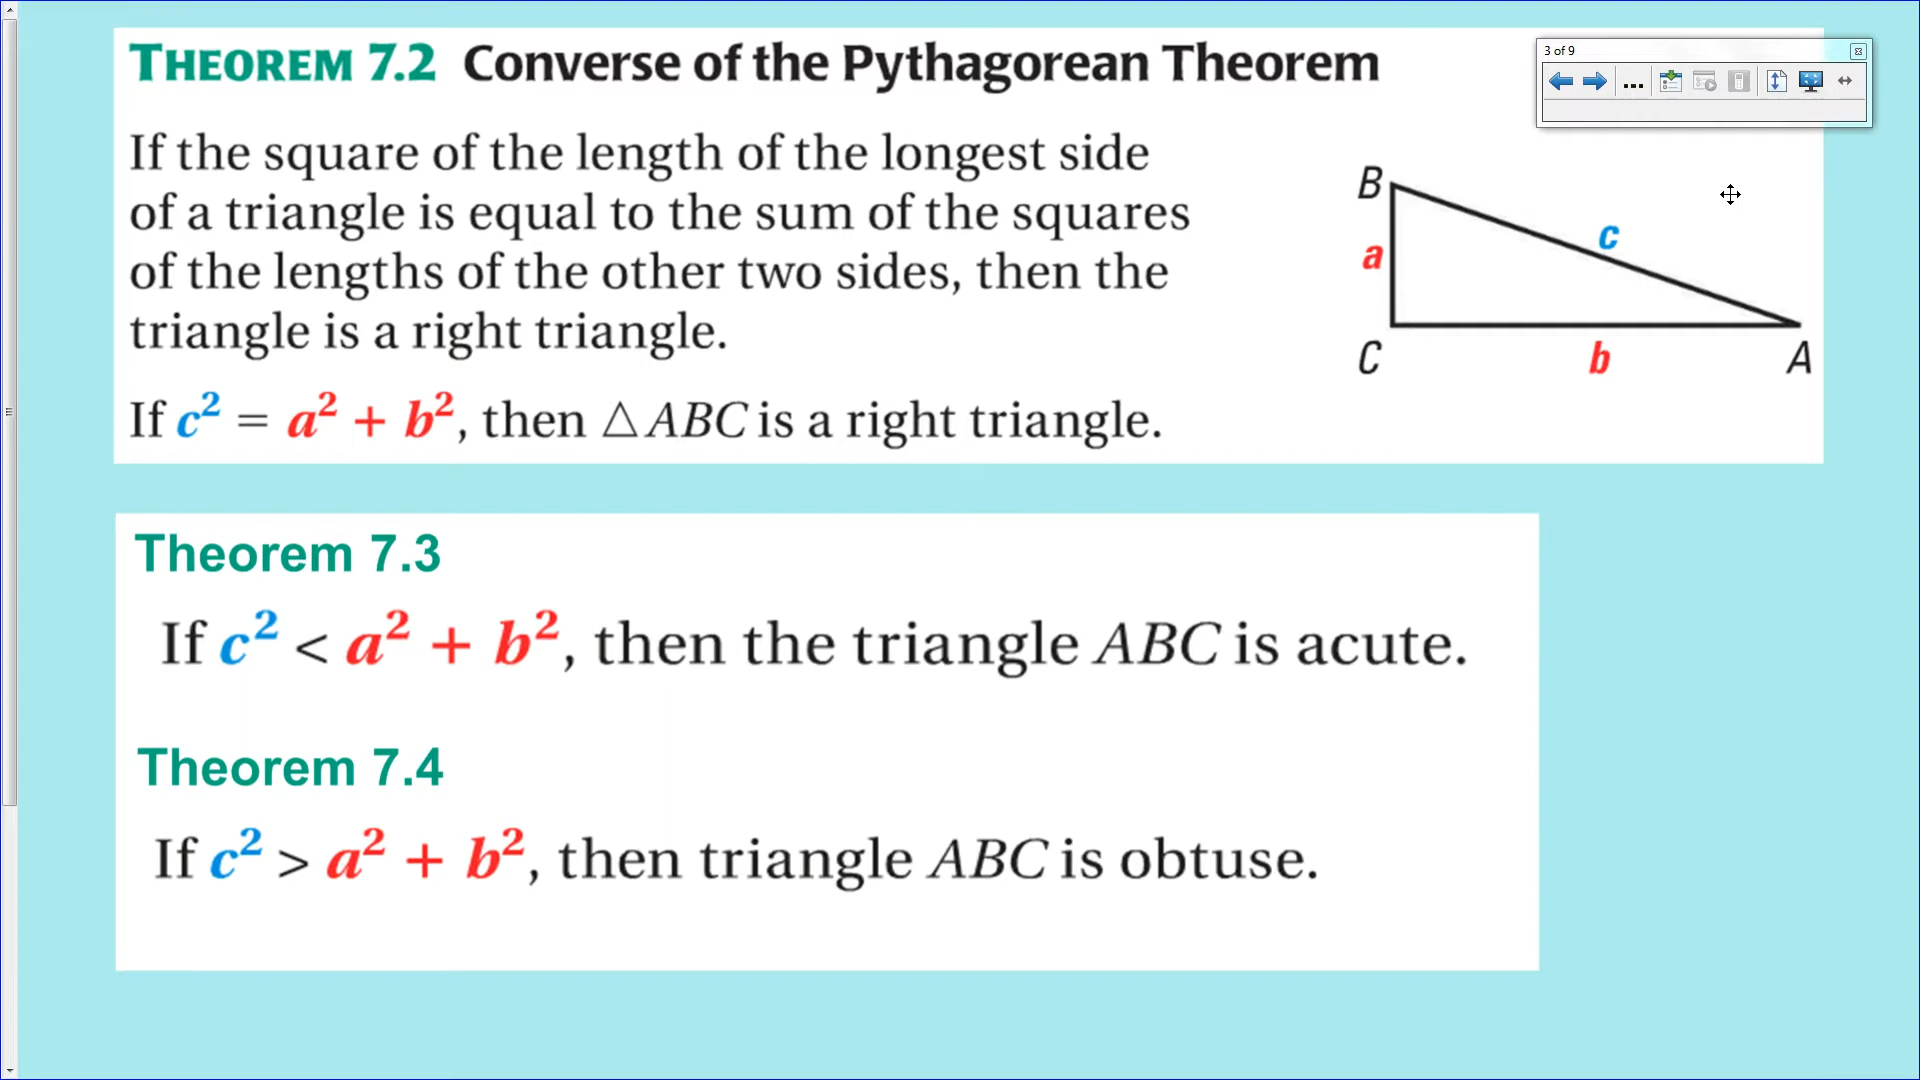 THEOREM 7.2 Converse of the Pythagorean Theorem
3 of 9
If the square of the length of the longest side
of a triangle is equal to the sum of the squares
of the lengths of the other two sides, then the
triangle is a right triangle.
If c² = a² + b², then △ABC is a right triangle.
B
c
a
C
b
A
Theorem 7.3
If c² < a² + b², then the triangle ABC is acute.
Theorem 7.4
If c² > a² + b², then triangle ABC is obtuse.